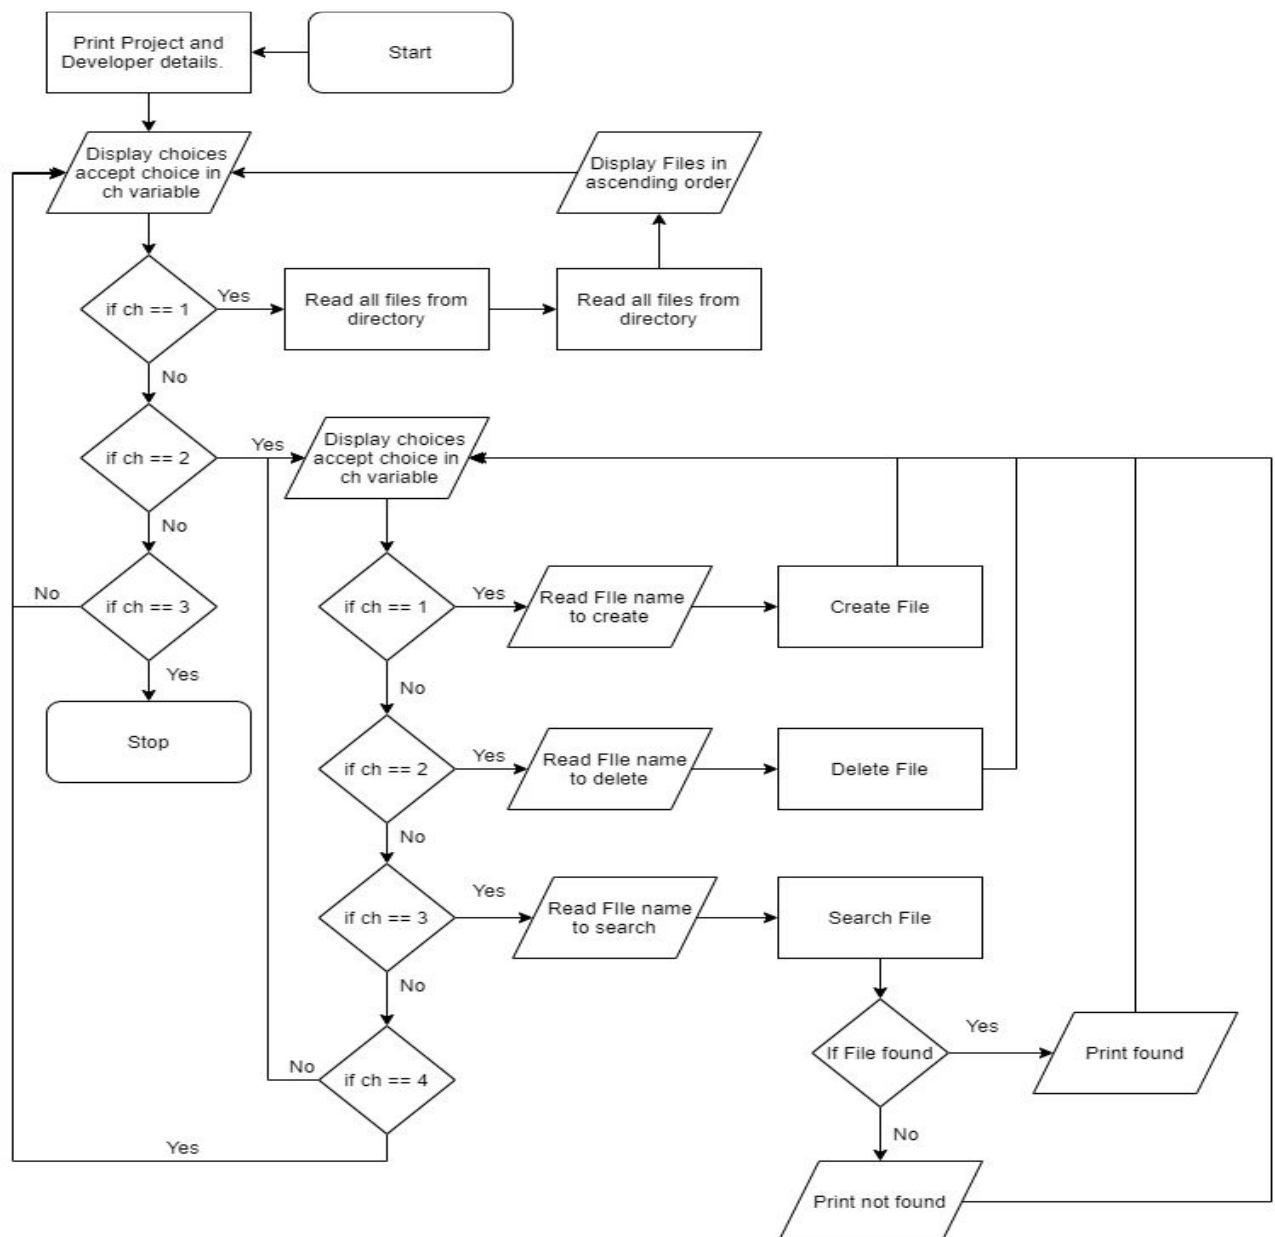 Print Project and
Developer details.
Start
Display choices
accept choice in
ch variable
Display Files in
ascending order
if ch == 1
Yes
Read all files from
directory
Read all files from
directory
No
if ch == 2
Yes
Display choices
accept choice in
ch variable
No
if ch == 3
No
Yes
Stop
if ch == 1
Yes
Read FIle name
to create
Create File
No
if ch == 2
Yes
Read FIle name
to delete
Delete File
No
if ch == 3
Yes
Read FIle name
to search
Search File
No
if ch == 4
No
Yes
If File found
Yes
Print found
No
Print not found